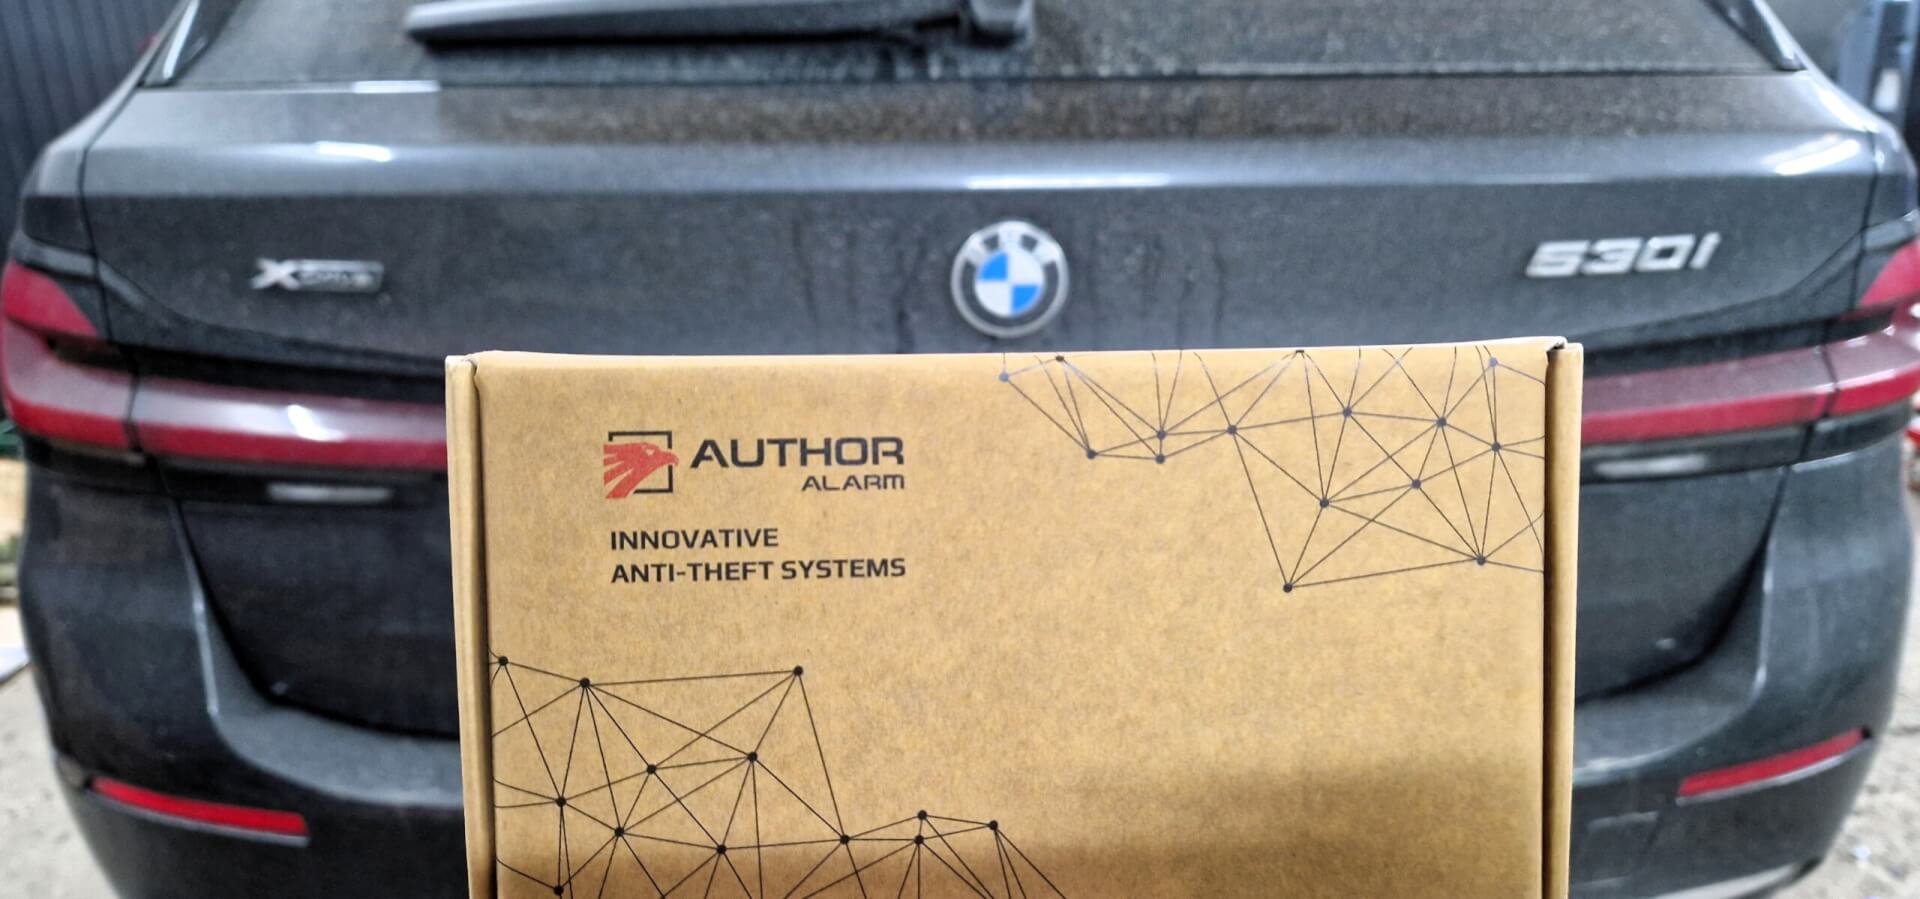 530i
AUTHOR
ALARM
INNOVATIVE
ANTI-THEFT SYSTEMS